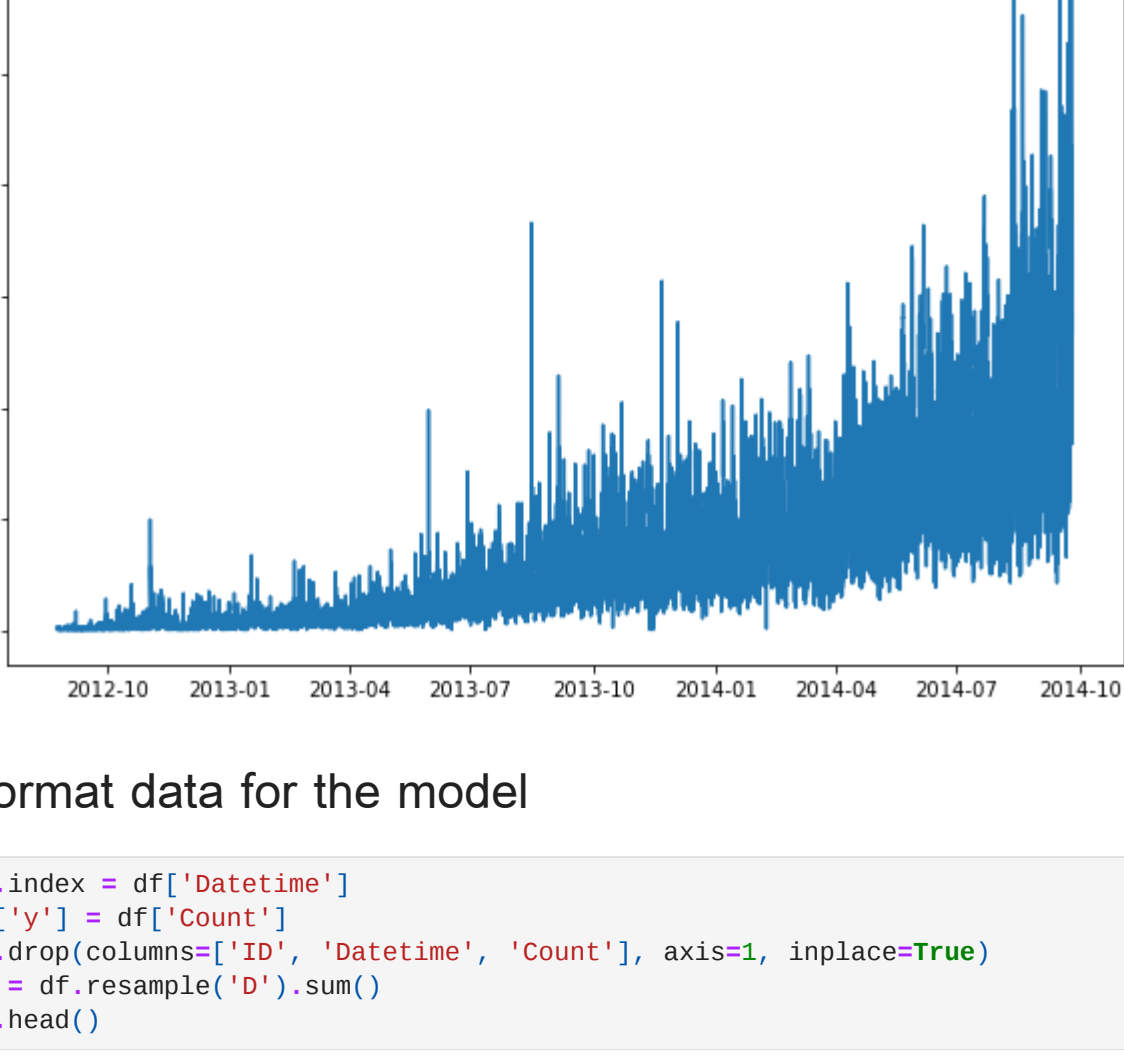 2012-10 2013-01 2013-04 2013-07 2013-10 2014-01 2014-04 2014-07 2014-10
ormat data for the model
.index = df['Datetime']
['y'] = df['Count']
.drop(columns=['ID', 'Datetime', 'Count'], axis=1, inplace=True)
= df.resample('D').sum()
.head()